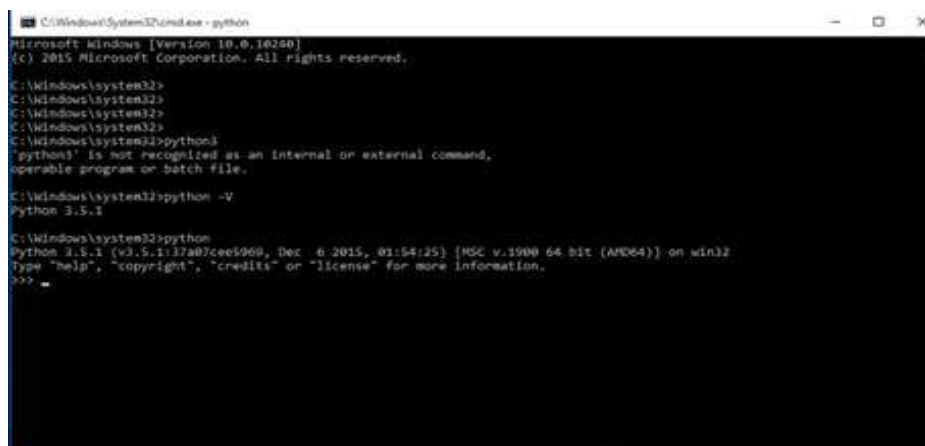 C:\Windows\System32\cmd.exe - python
Microsoft Windows [Version 10.0.10240]
(c) 2015 Microsoft Corporation. All rights reserved.
C:\Windows\system32>
C:\Windows\system32>
C:\Windows\system32>
C:\Windows\system32>
C:\Windows\system32>python3
'python3' is not recognized as an internal or external command,
operable program or batch file.
C:\Windows\system32>python -V
Python 3.5.1
C:\Windows\system32>python
Python 3.5.1 (v3.5.1:37a07cee5969, Dec  6 2015, 01:54:25) [MSC v.1900 64 bit (AMD64)] on win32
Type "help", "copyright", "credits" or "license" for more information.
>>>